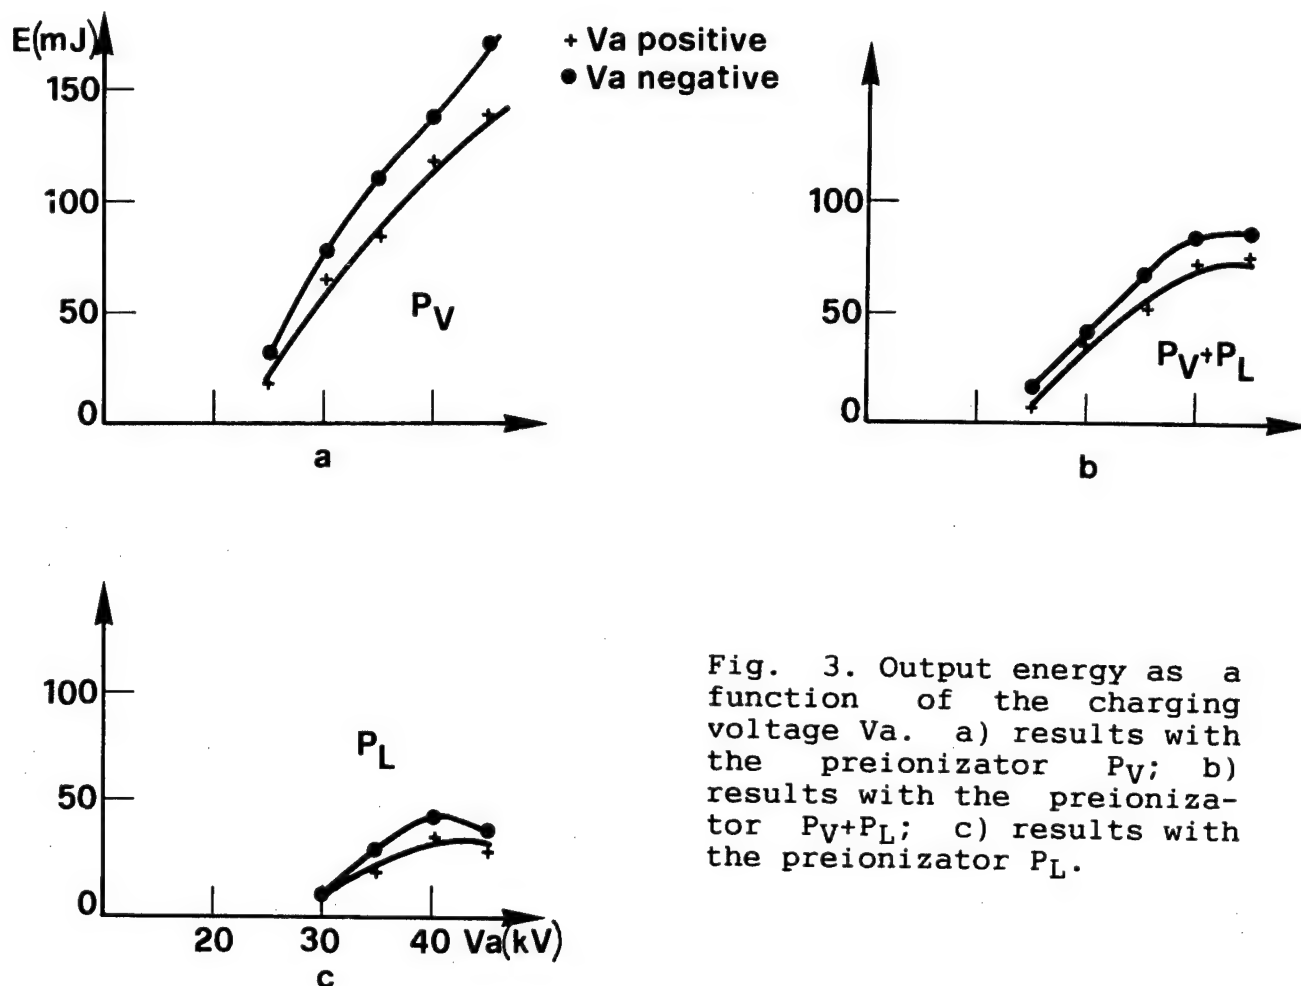 E(mJ)
+ Va positive
● Va negative
150
100
50
0
P_V
a
100
50
0
P_V+P_L
b
100
50
0
P_L
20 30 40 Va(kV)
c
Fig. 3. Output energy as a
function of the charging
voltage Va. a) results with
the preionizator P_V; b)
results with the preioniza-
tor P_V+P_L; c) results with
the preionizator P_L.